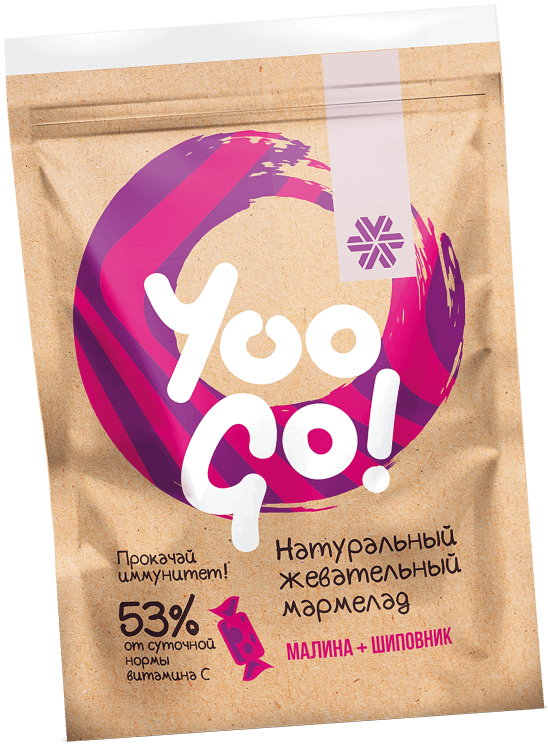 Yoo
Go!
Прокачай
иммунитет!
53%
от суточной
нормы
витамина С
Натуральный
жевательный
мармелад
МАЛИНА + ШИПОВНИК